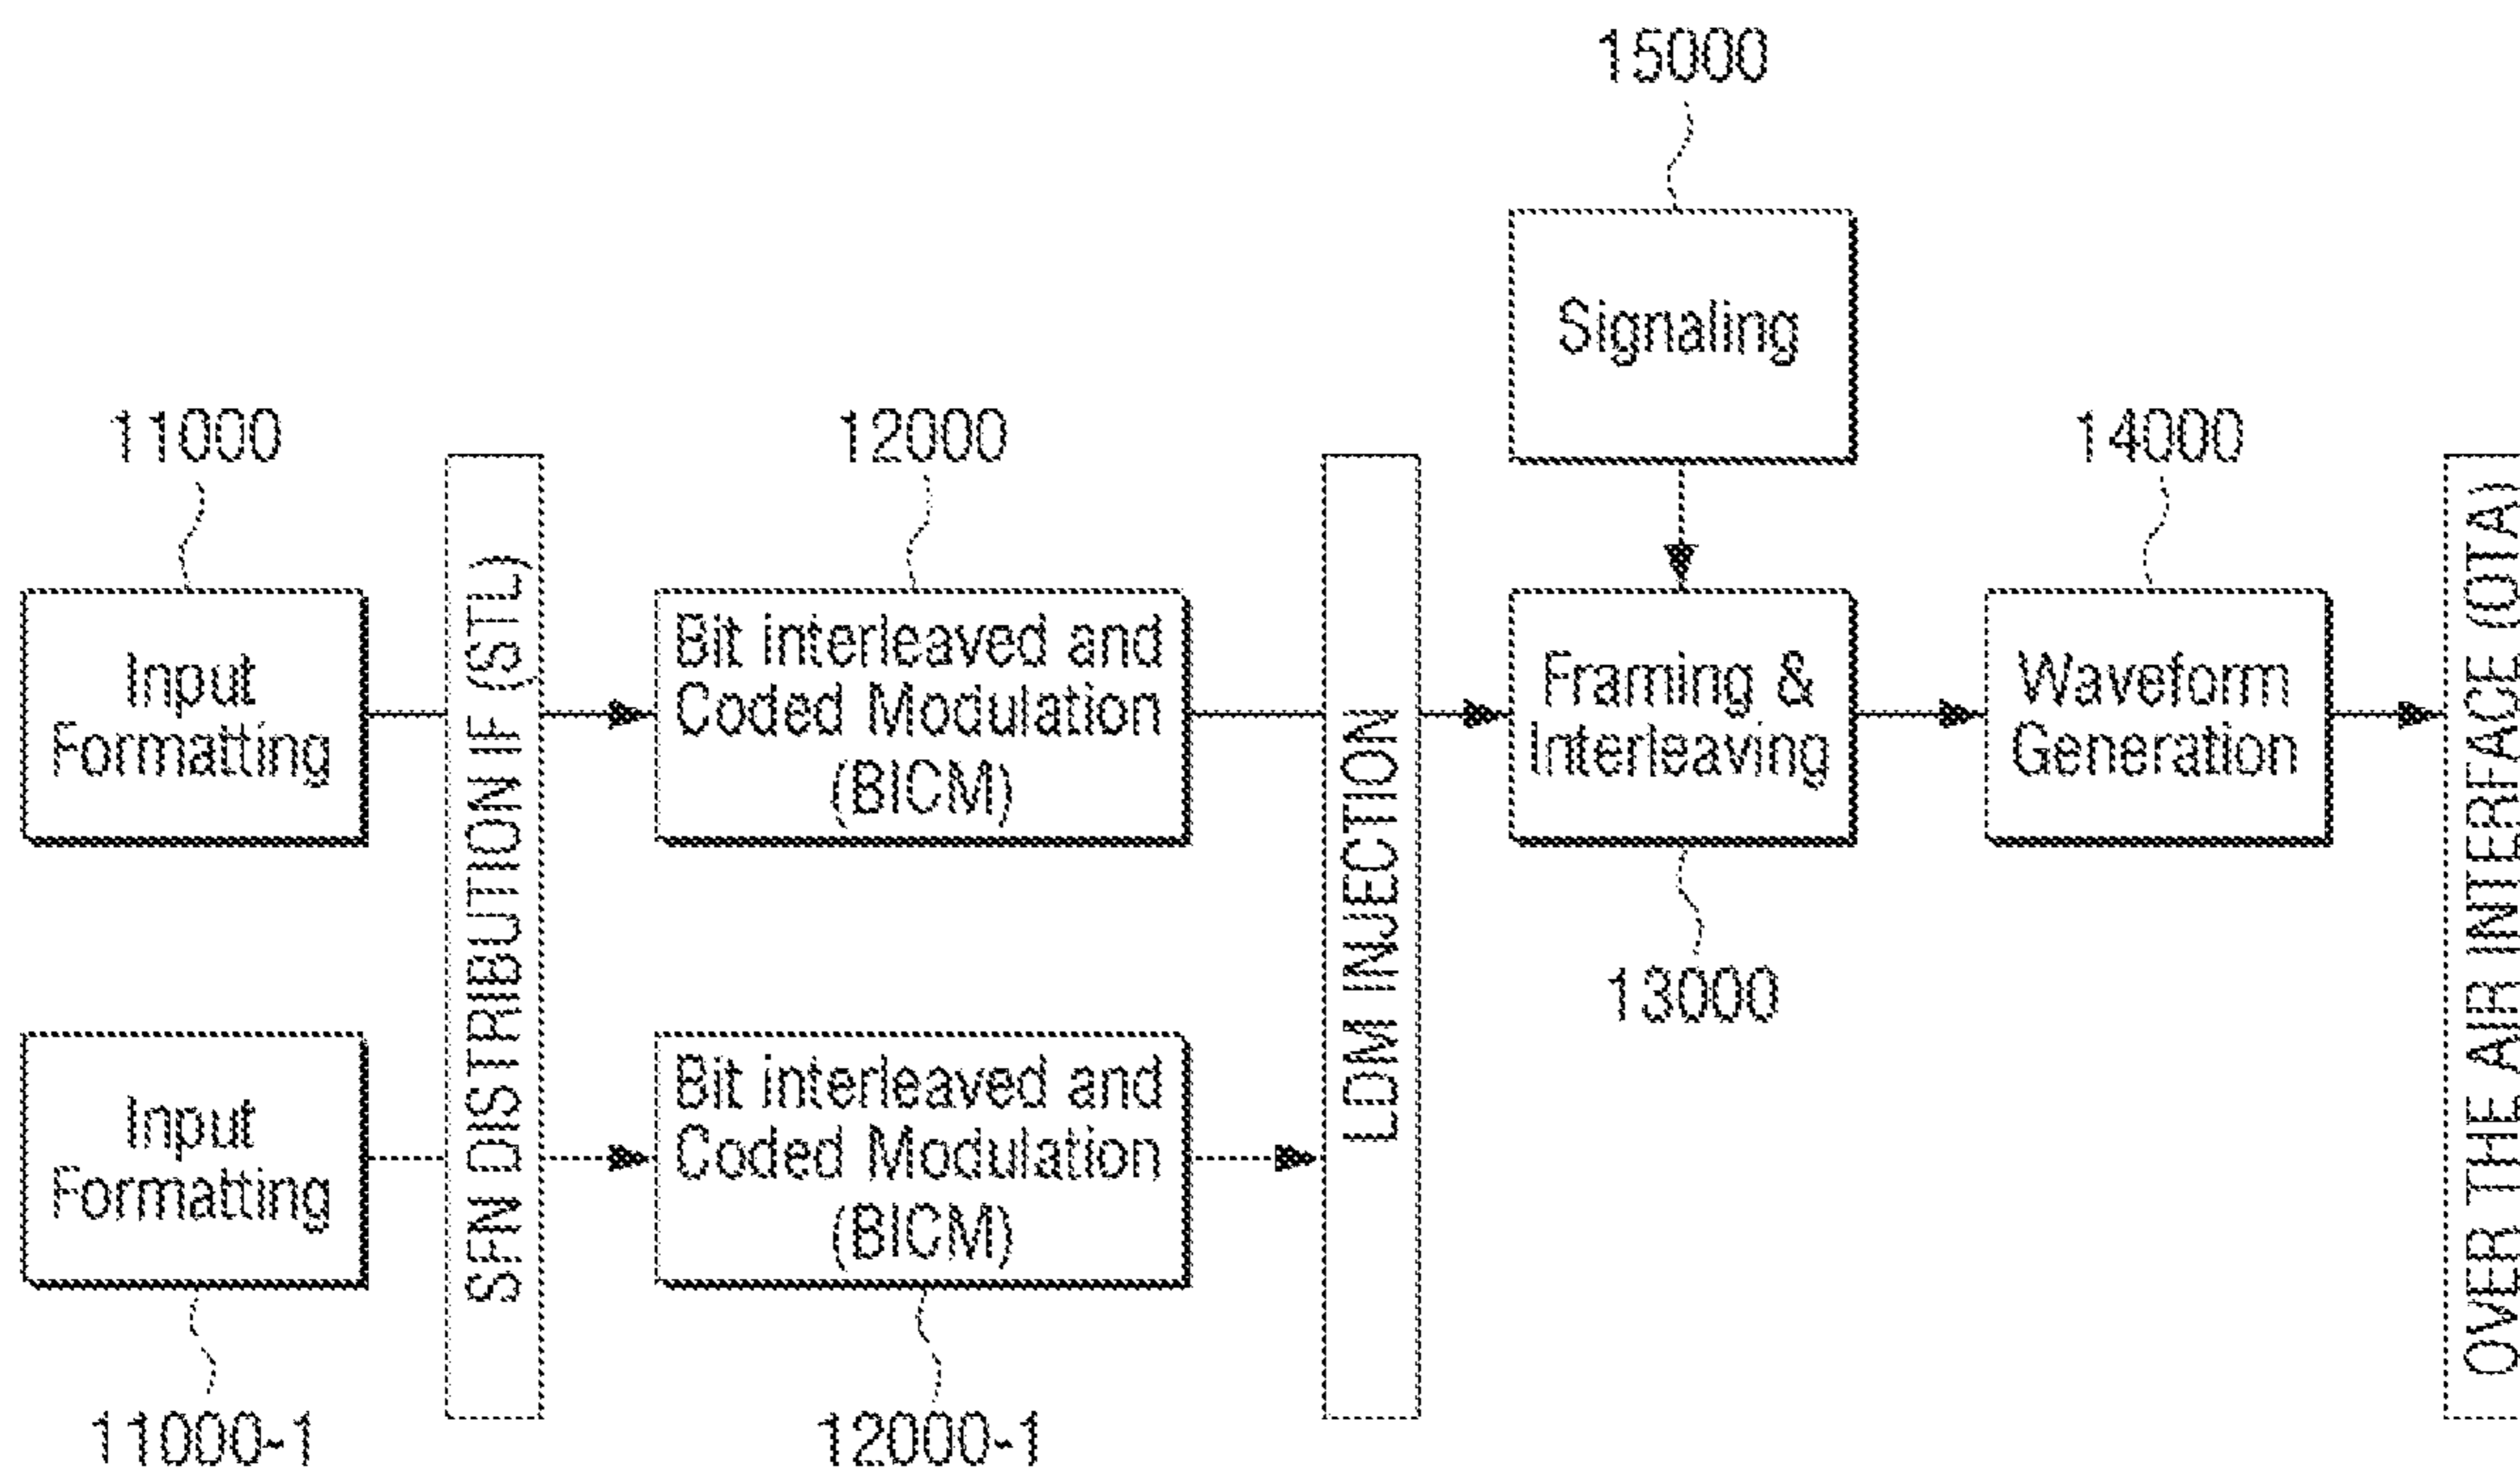 15000
Signaling
11000
12000
14000
Input
Formatting
SFN DISTRIBUTION IF (STL)
Bit interleaved and
Coded Modulation
(BICM)
LDM INJECTION
Framing &
Interleaving
Waveform
Generation
OVER THE AIR INTERFACE (OTA)
13000
Input
Formatting
Bit interleaved and
Coded Modulation
(BICM)
11000-1
12000-1